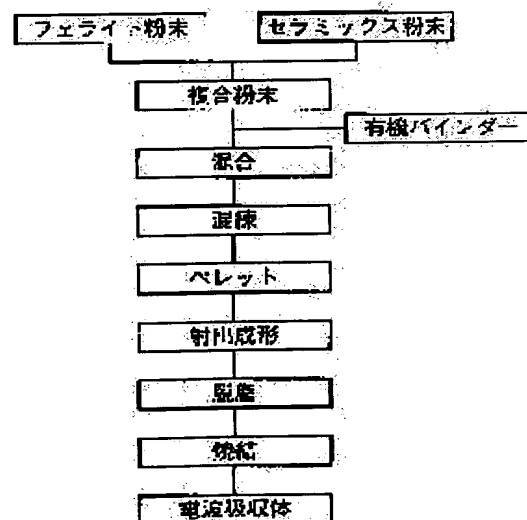 フェライト粉末
セラミックス粉末
複合粉末
有機バインダー
混合
混練
ペレット
射出成形
脱脂
焼結
電波吸収体